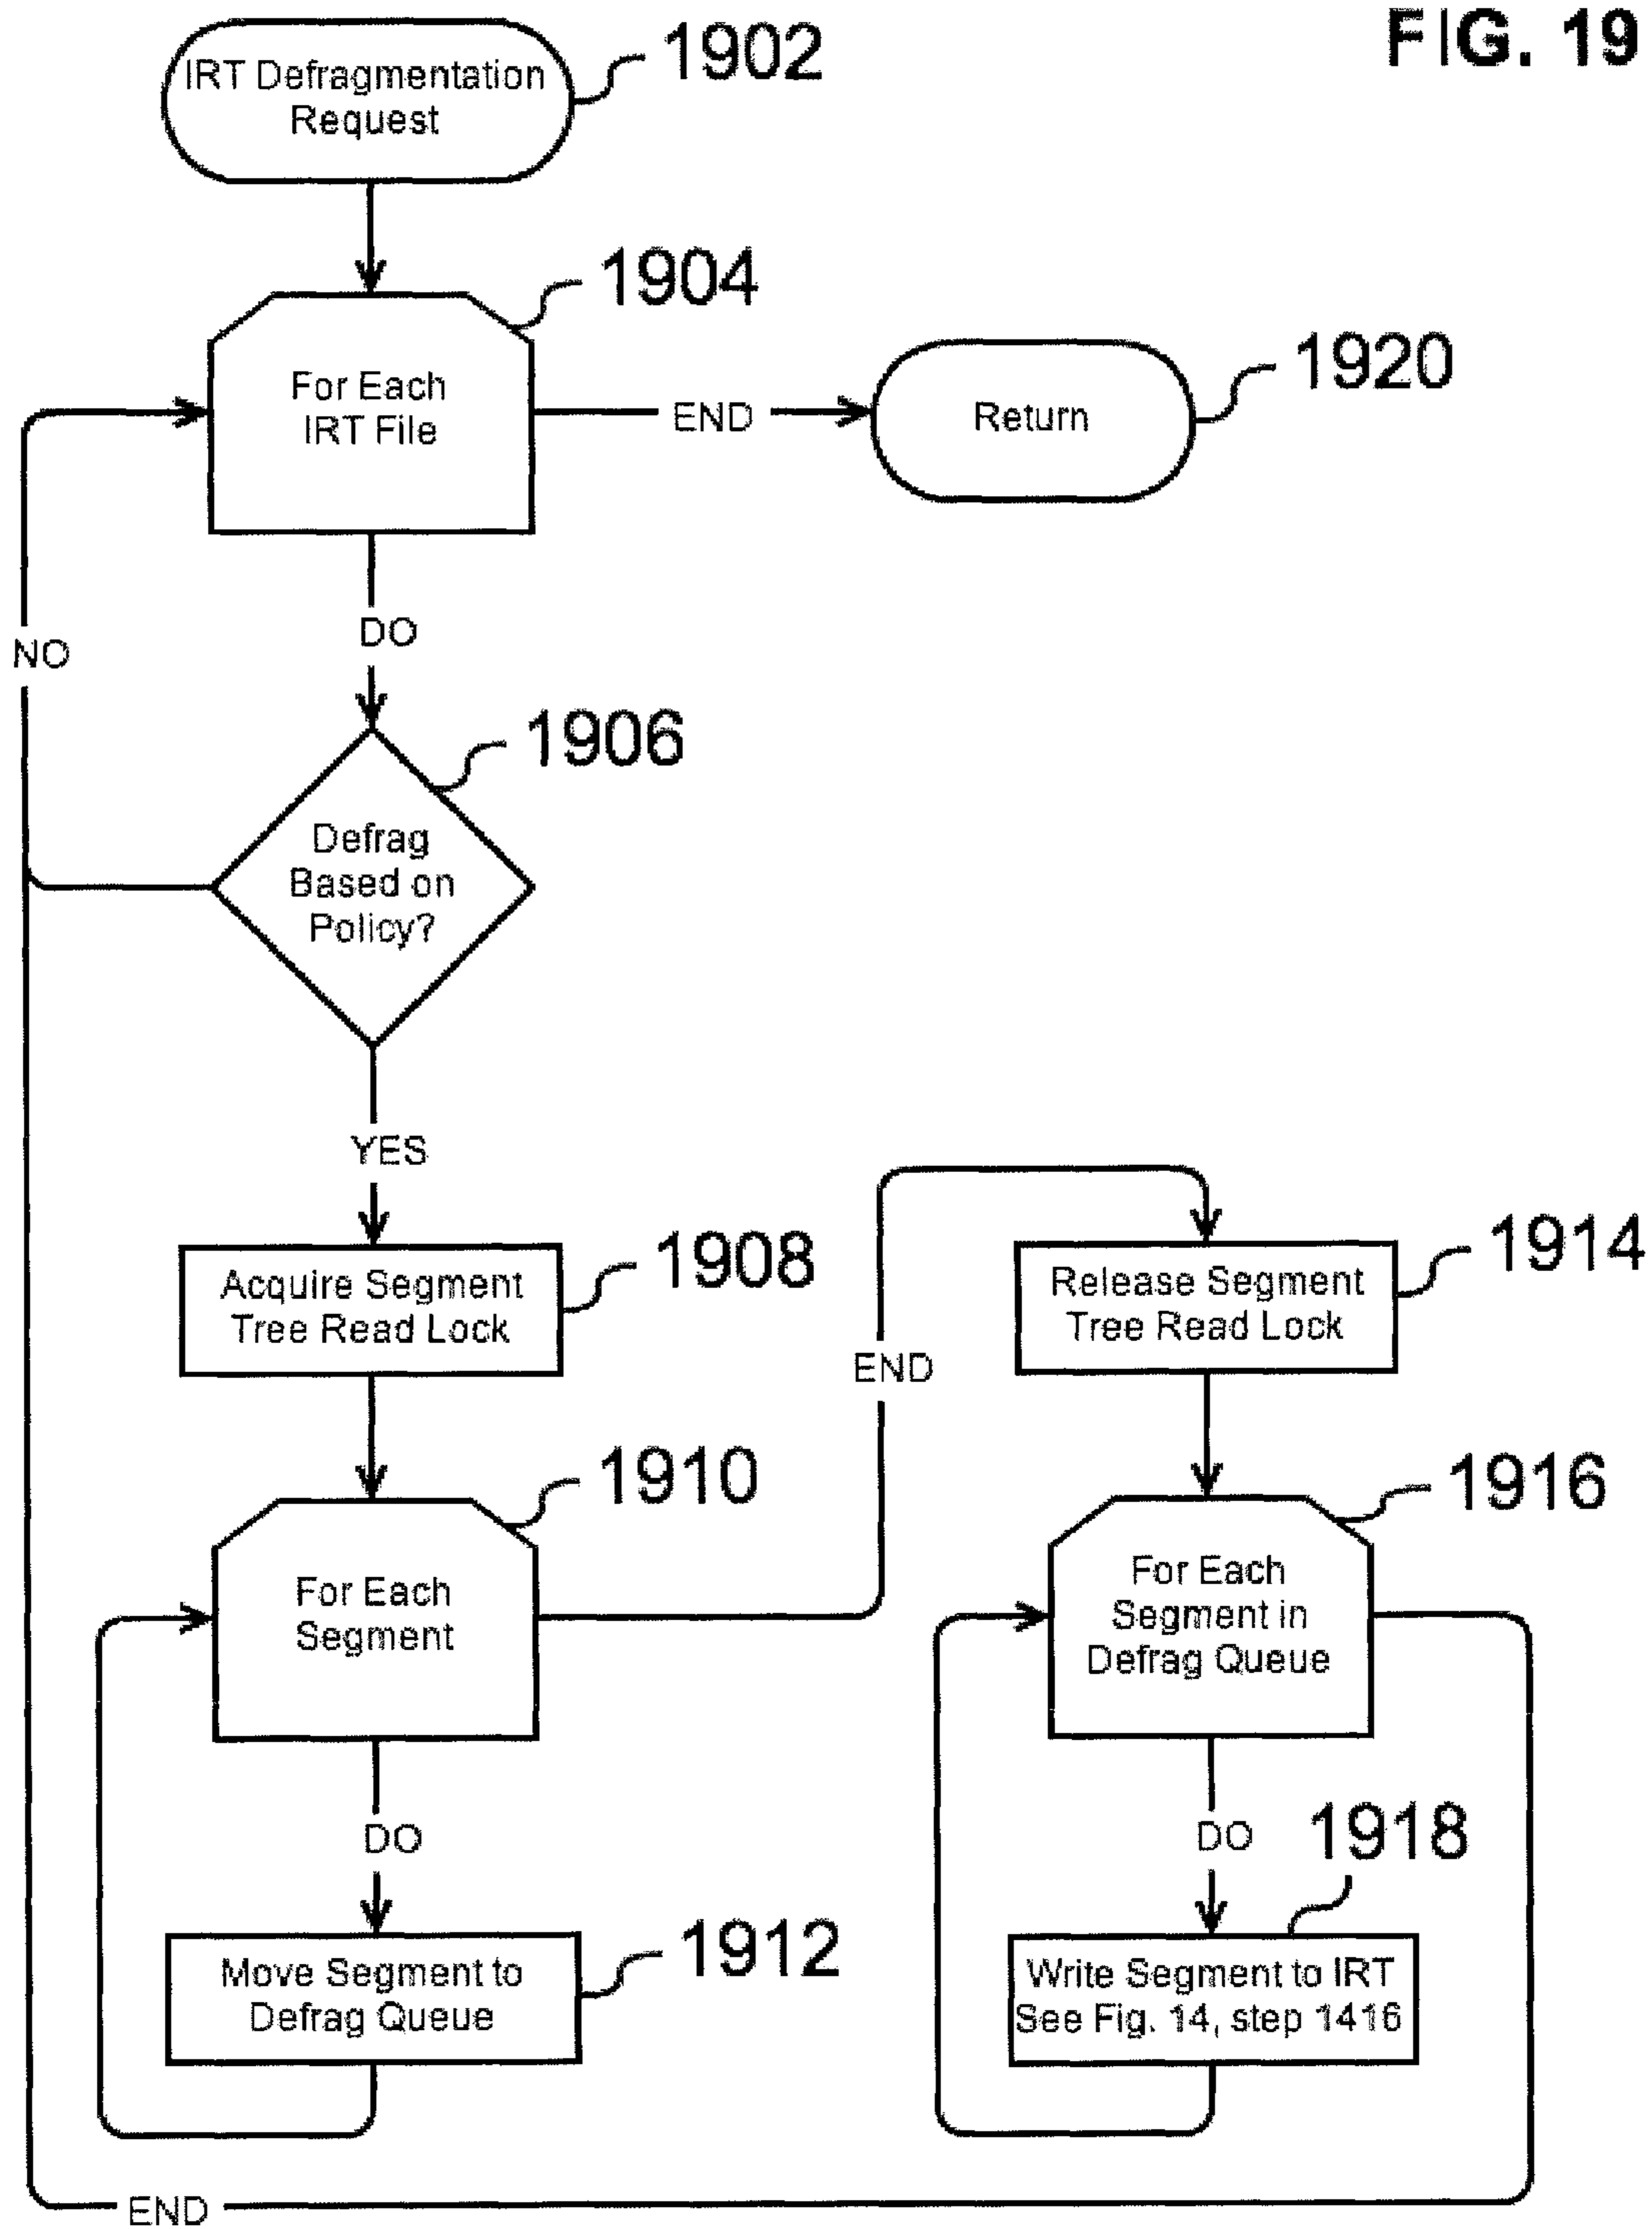 FIG. 19
IRT Defragmentation
Request
1902
1904
For Each
IRT File
END
Return
1920
DO
NO
1906
Defrag
Based on
Policy?
YES
Acquire Segment
Tree Read Lock
1908
1910
For Each
Segment
END
DO
Move Segment to
Defrag Queue
1912
Release Segment
Tree Read Lock
1914
1916
For Each
Segment in
Defrag Queue
DO
1918
Write Segment to IRT
See Fig. 14, step 1416
END